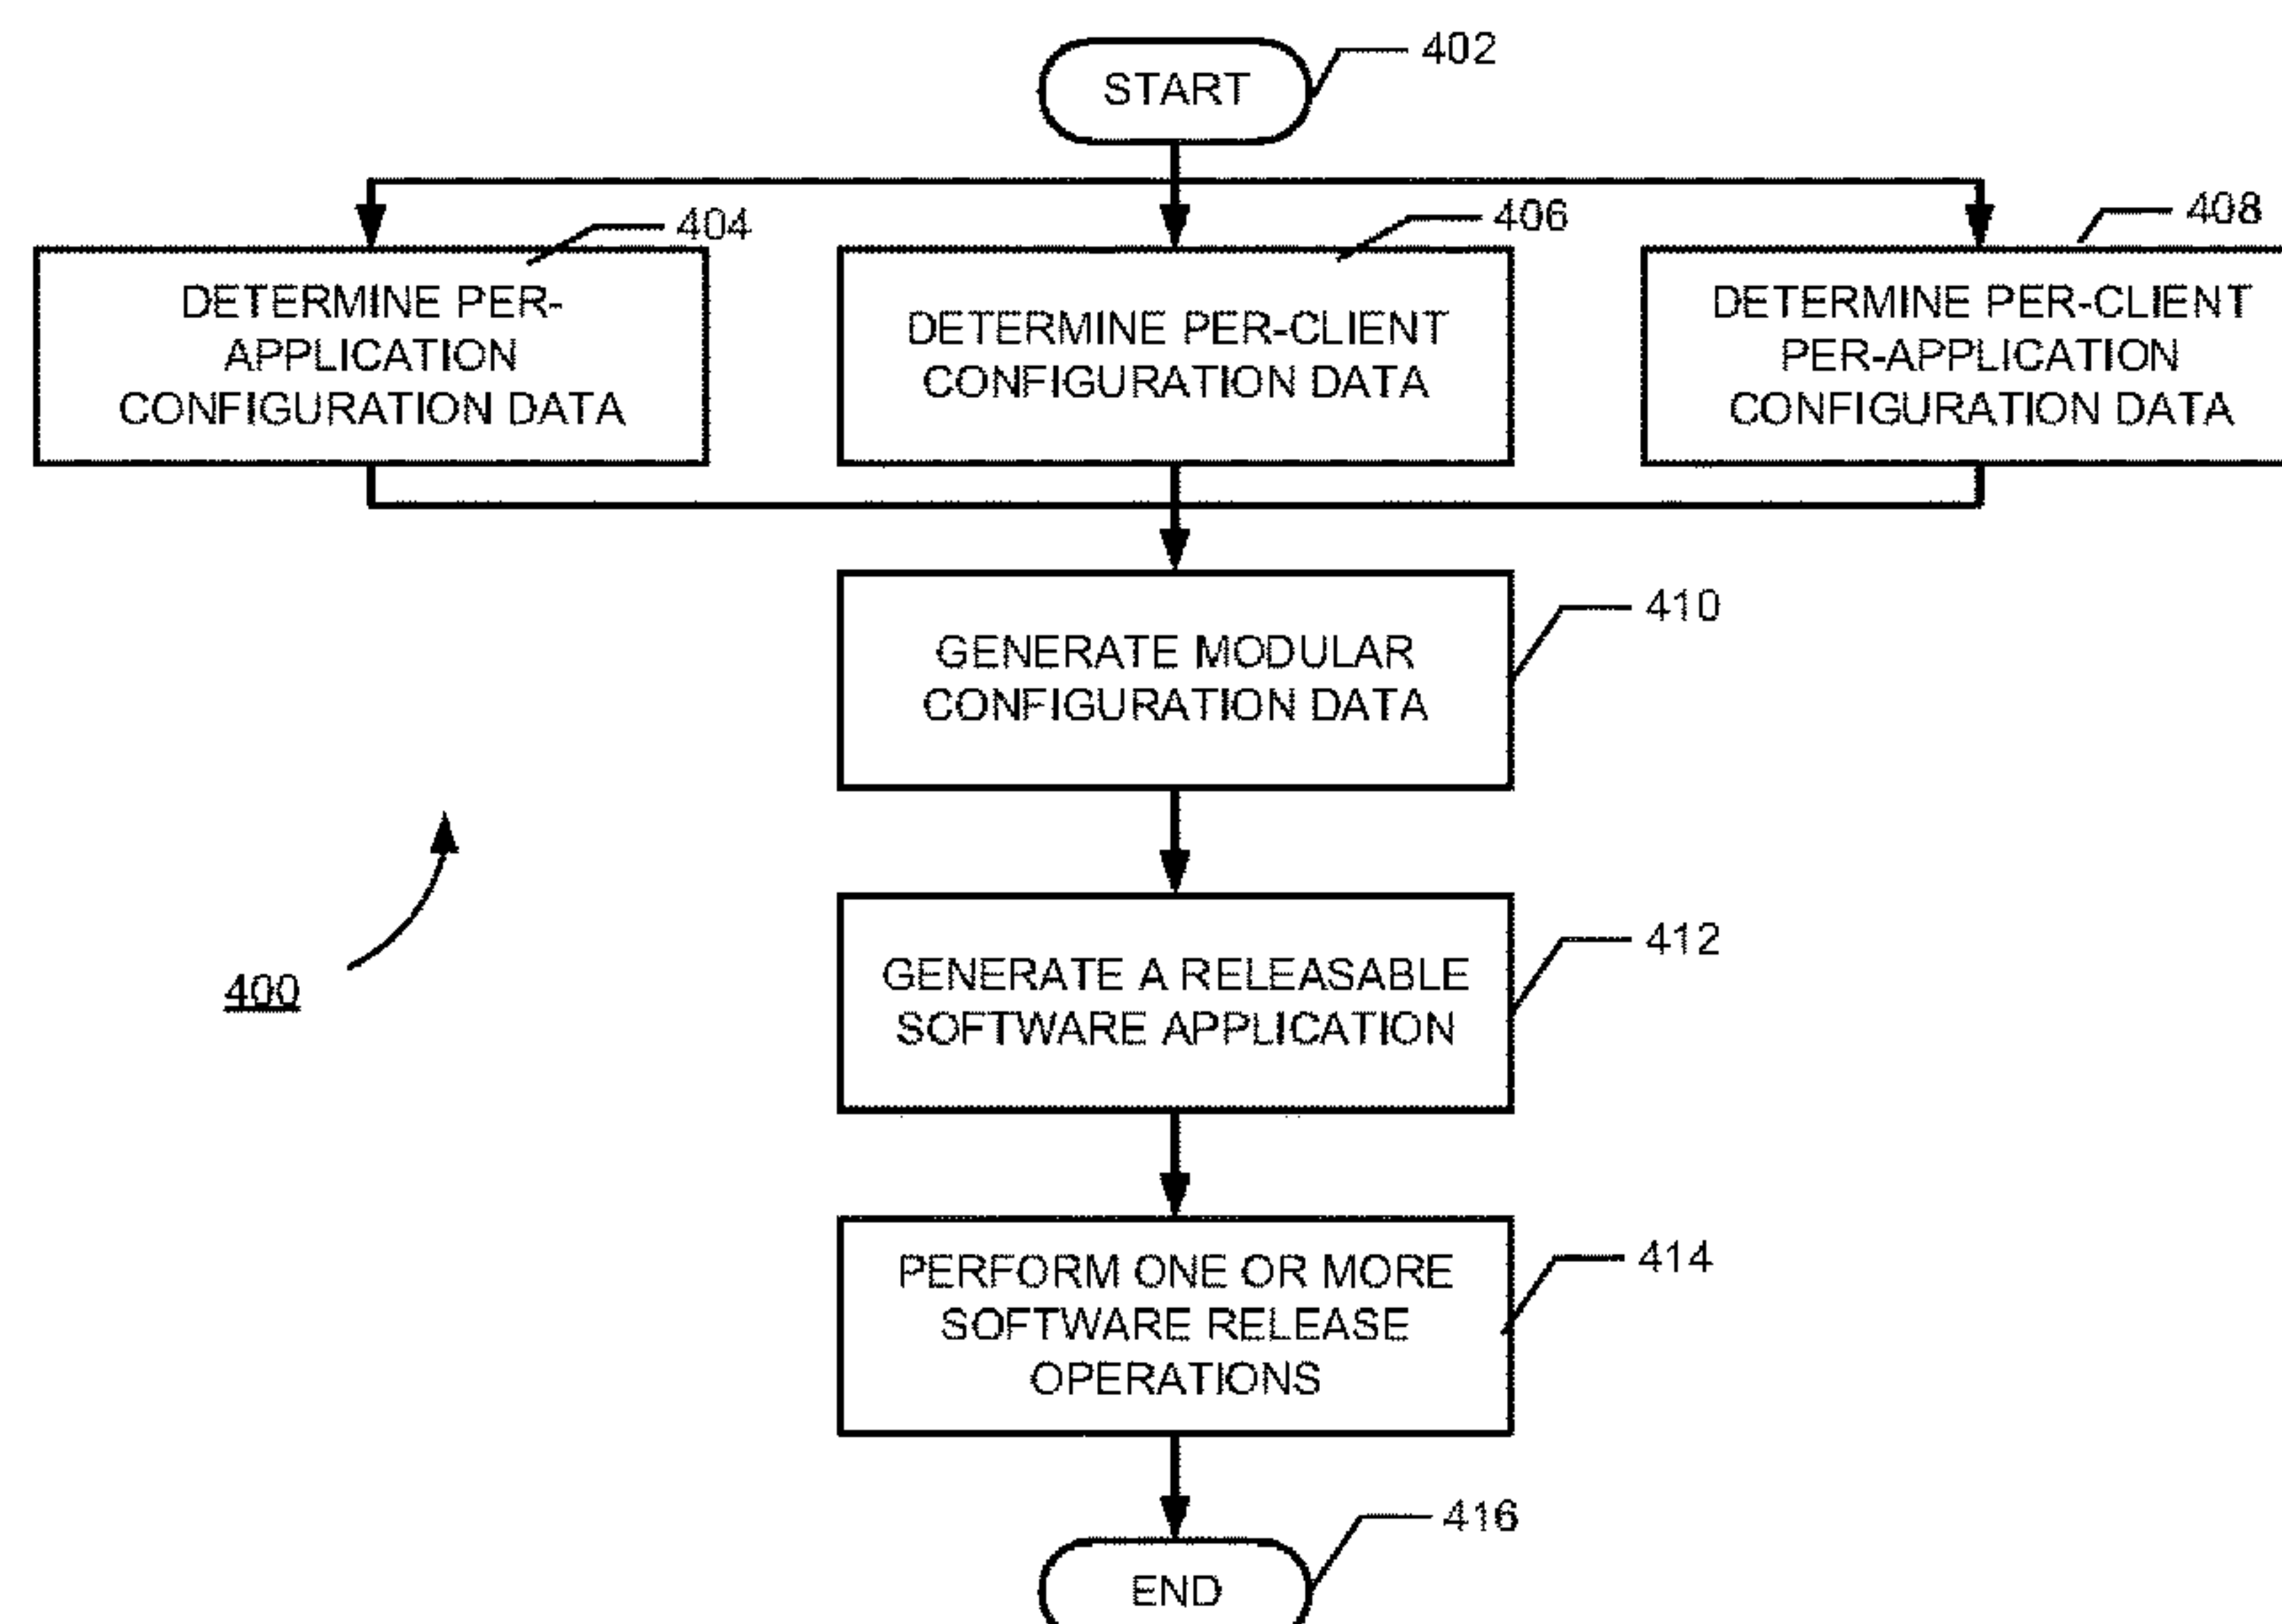 402
START
404
406
408
DETERMINE PER-
APPLICATION
CONFIGURATION DATA
DETERMINE PER-CLIENT
CONFIGURATION DATA
DETERMINE PER-CLIENT
PER-APPLICATION
CONFIGURATION DATA
410
GENERATE MODULAR
CONFIGURATION DATA
412
GENERATE A RELEASABLE
SOFTWARE APPLICATION
400
414
PERFORM ONE OR MORE
SOFTWARE RELEASE
OPERATIONS
416
END